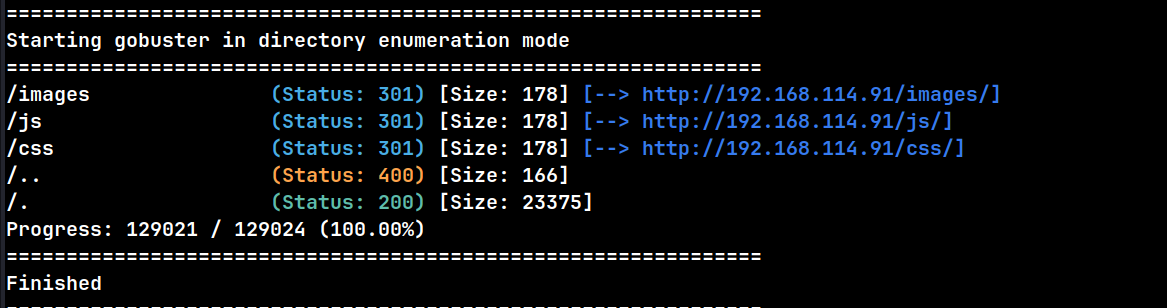 ===============================================================
Starting gobuster in directory enumeration mode
===============================================================
/images               (Status: 301) [Size: 178] [--> http://192.168.114.91/images/]
/js                   (Status: 301) [Size: 178] [--> http://192.168.114.91/js/]
/css                  (Status: 301) [Size: 178] [--> http://192.168.114.91/css/]
/..                   (Status: 400) [Size: 166]
/.                    (Status: 200) [Size: 23375]
Progress: 129021 / 129024 (100.00%)
===============================================================
Finished
===============================================================